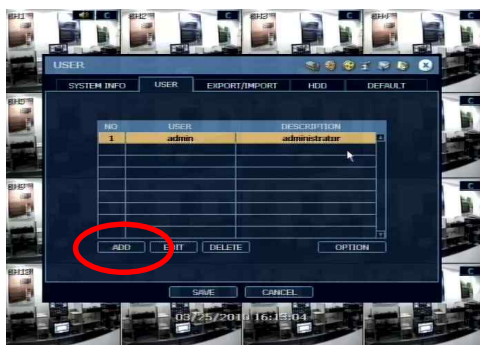 CH1
CH2
CH3
CH4
USER
SYSTEM INFO USER EXPORT/IMPORT HDD DEFAULT
NO USER DESCRIPTION
1 admin administrator
ADD EDIT DELETE OPTION
SAVE CANCEL
03/25/2010 16:13:04